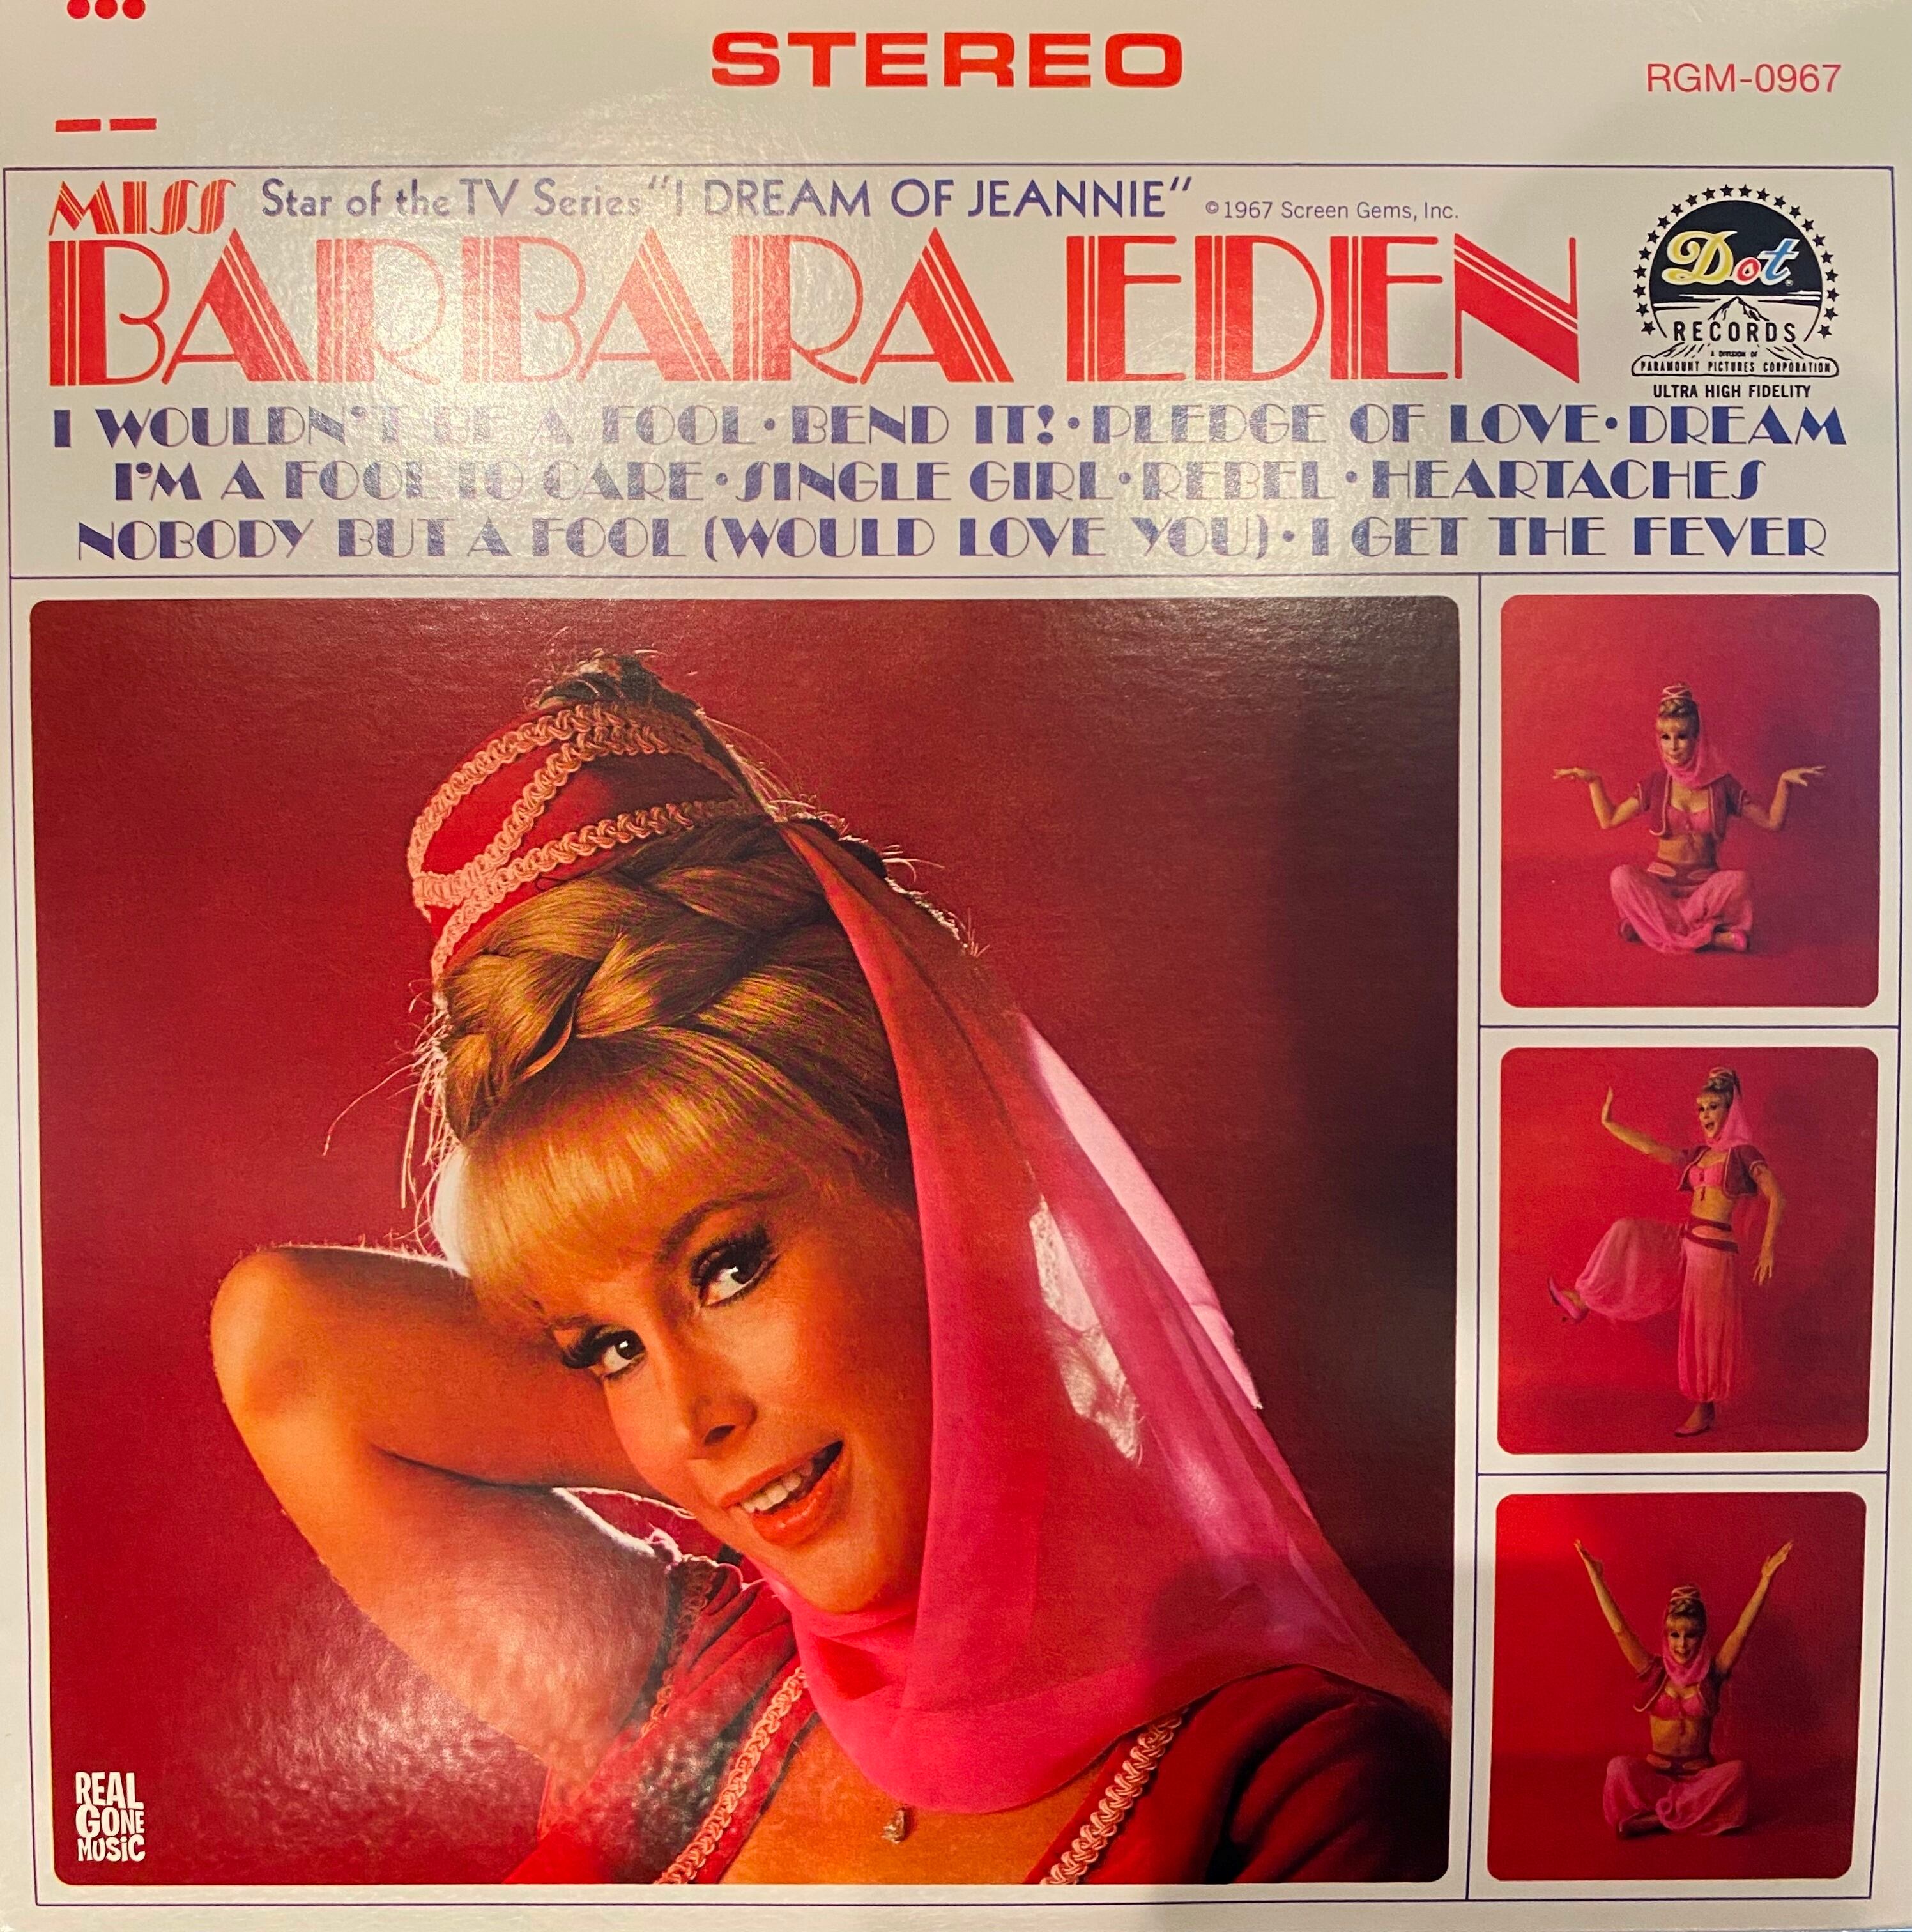 STEREO
RGM-0967
MISS Star of the TV Series "I DREAM OF JEANNIE" ©1967 Screen Gems, Inc.
BARBARA EDEN
Dot®
RECORDS
A DIVISION OF
PARAMOUNT PICTURES CORPORATION
ULTRA HIGH FIDELITY
I WOULDN'T BE A FOOL • BEND IT! • PLEDGE OF LOVE • DREAM
I'M A FOOL TO CARE • SINGLE GIRL • REBEL • HEARTACHES
NOBODY BUT A FOOL (WOULD LOVE YOU) • I GET THE FEVER
REAL
GONE
MUSIC